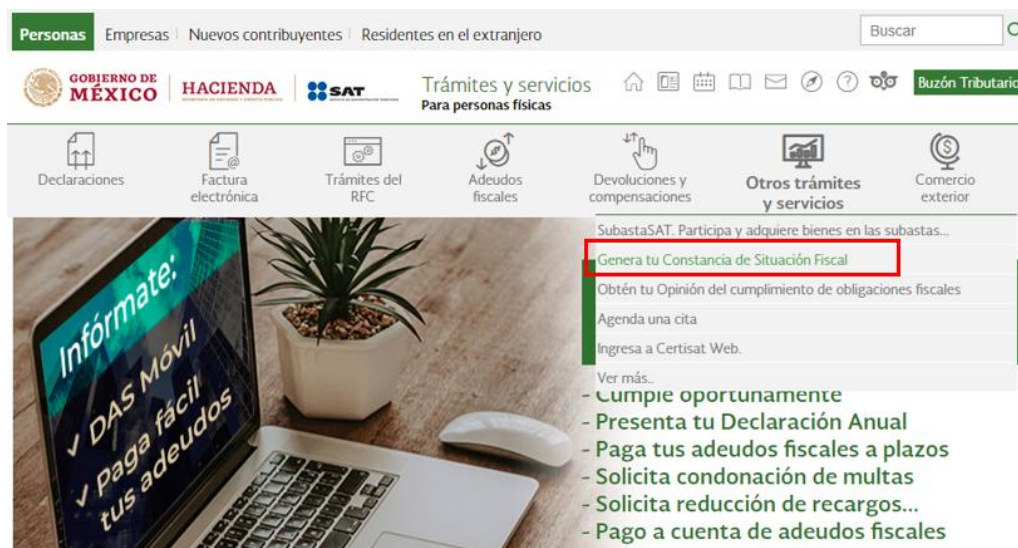 Personas Empresas Nuevos contribuyentes Residentes en el extranjero Buscar
GOBIERNO DE
MÉXICO
HACIENDA
SAT
Trámites y servicios
Para personas físicas
Buzón Tributario
Declaraciones
Factura
electrónica
Trámites del
RFC
Adeudos
fiscales
Devoluciones y
compensaciones
Otros trámites
y servicios
Comercio
exterior
SubastaSAT. Participa y adquiere bienes en las subastas...
Genera tu Constancia de Situación Fiscal
Obtén tu Opinión del cumplimiento de obligaciones fiscales
Agenda una cita
Ingresa a Certisat Web.
Ver más..
Infórmate:
✓ DAS Móvil
✓ Paga fácil
tus adeudos
- Cumple oportunamente
- Presenta tu Declaración Anual
- Paga tus adeudos fiscales a plazos
- Solicita condonación de multas
- Solicita reducción de recargos...
- Pago a cuenta de adeudos fiscales